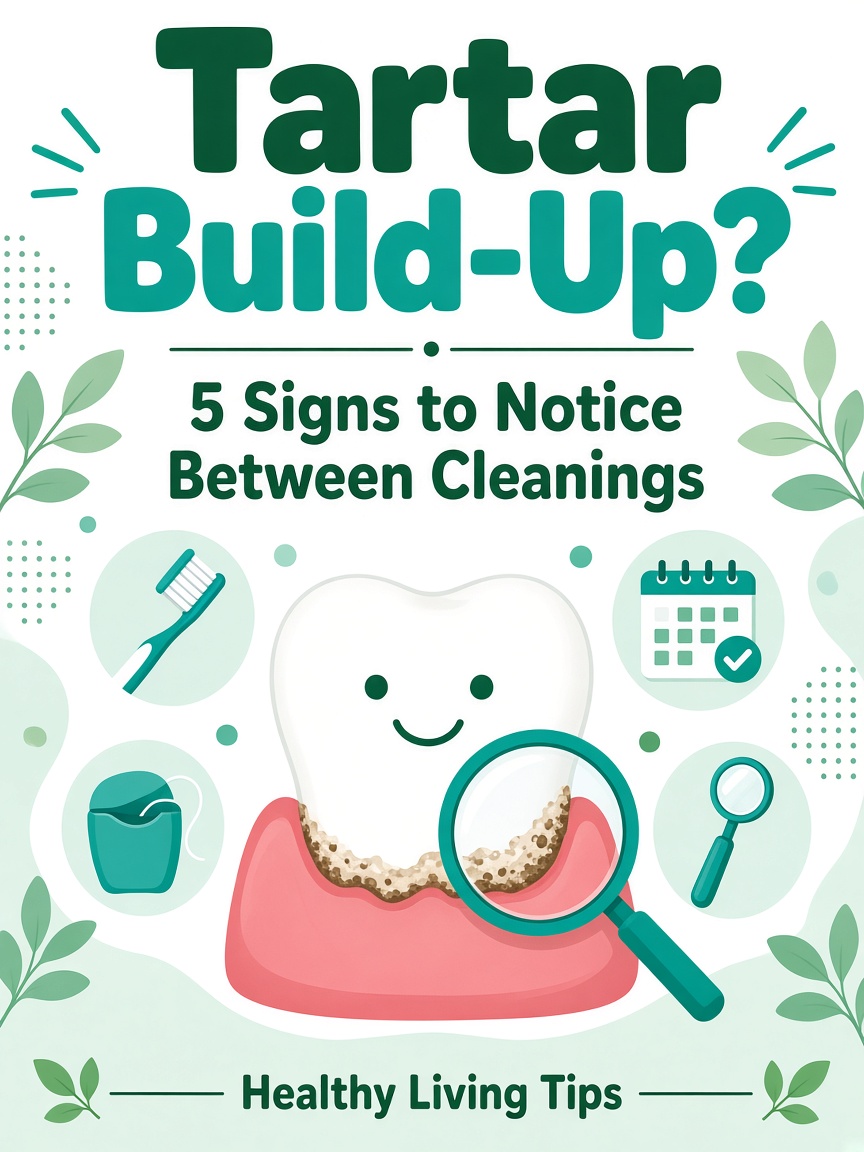 Tartar
Build-Up?
5 Signs to Notice
Between Cleanings
Healthy Living Tips